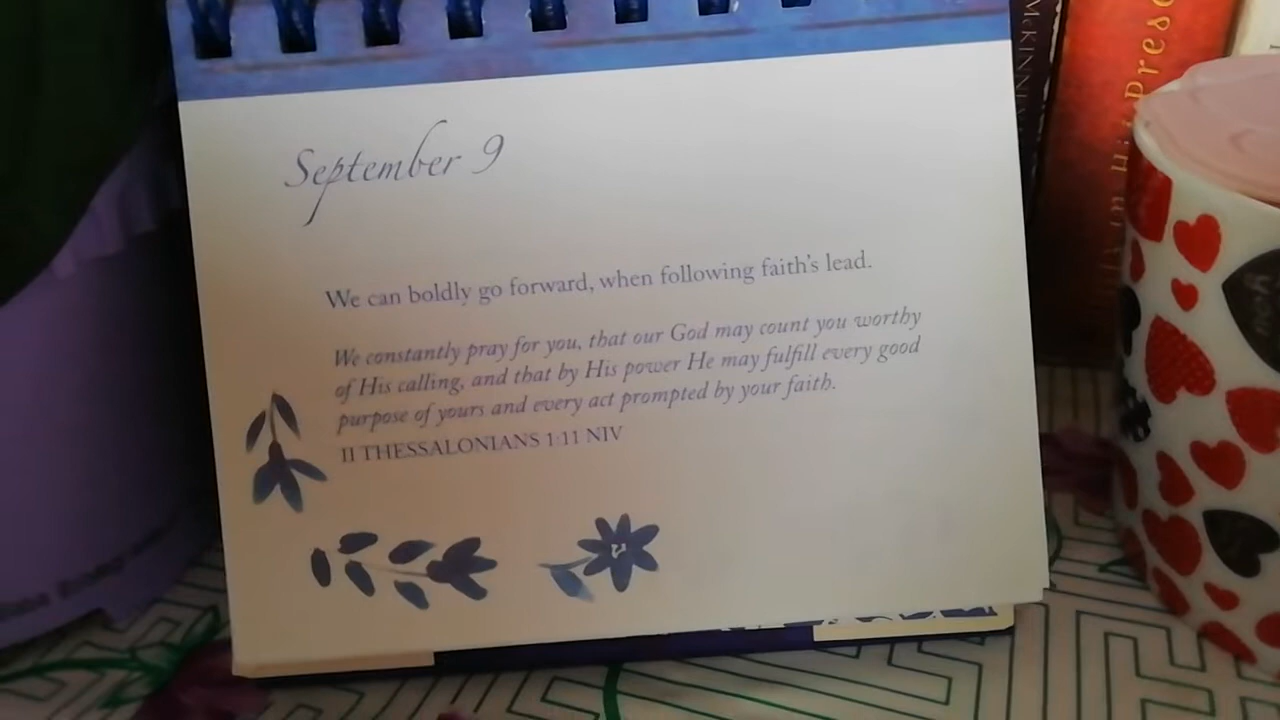 September 9
We can boldly go forward, when following faith's lead.
We constantly pray for you, that our God may count you worthy
of His calling, and that by His power He may fulfill every good
purpose of yours and every act prompted by your faith.
II THESSALONIANS 1:11 NIV
you